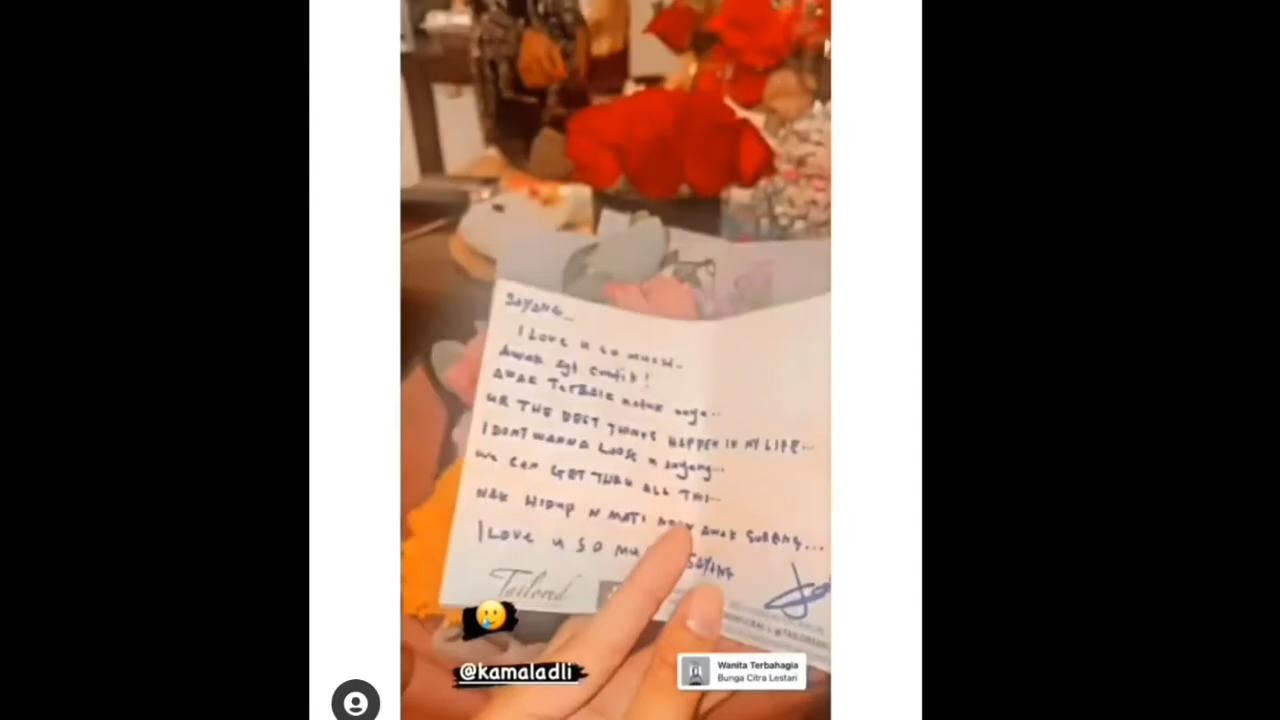 SAYANG..
I LOVE U SO MUCH..
AWAK SGT CANTIK!
AWAK TERBAIK UNTUK SAYA..
UR THE BEST THINGS HAPPEN IN MY LIFE..
I DONT WANNA LOOSE U SAYANG..
WE CAN GET THRU ALL THIS..
NAK HIDUP N MATI AWAK SORANG...
I LOVE U SO SAYANG
Tailored
@kamaladli
Wanita Terbahagia
Bunga Citra Lestari